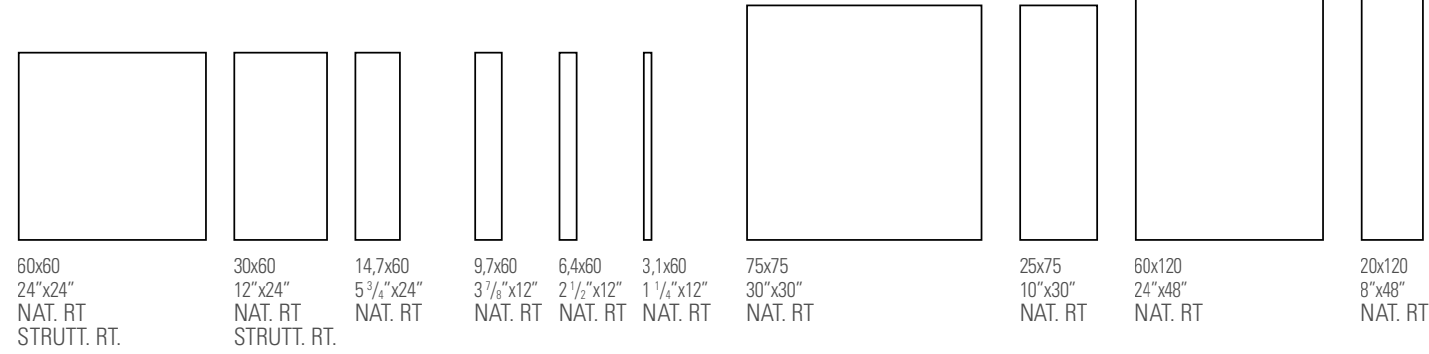 60x60
24"x24"
NAT. RT
STRUTT. RT.
30x60
12"x24"
NAT. RT
STRUTT. RT.
14,7x60
5 3/4"x24"
NAT. RT
9,7x60
3 7/8"x12"
NAT. RT
6,4x60
2 1/2"x12"
NAT. RT
3,1x60
1 1/4"x12"
NAT. RT
75x75
30"x30"
NAT. RT
25x75
10"x30"
NAT. RT
60x120
24"x48"
NAT. RT
20x120
8"x48"
NAT. RT